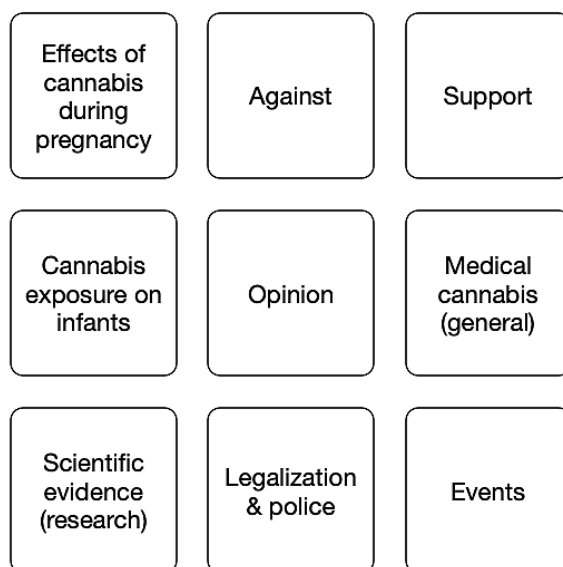 Effects of
cannabis
during
pregnancy
Against
Support
Cannabis
exposure on
infants
Opinion
Medical
cannabis
(general)
Scientific
evidence
(research)
Legalization
& police
Events